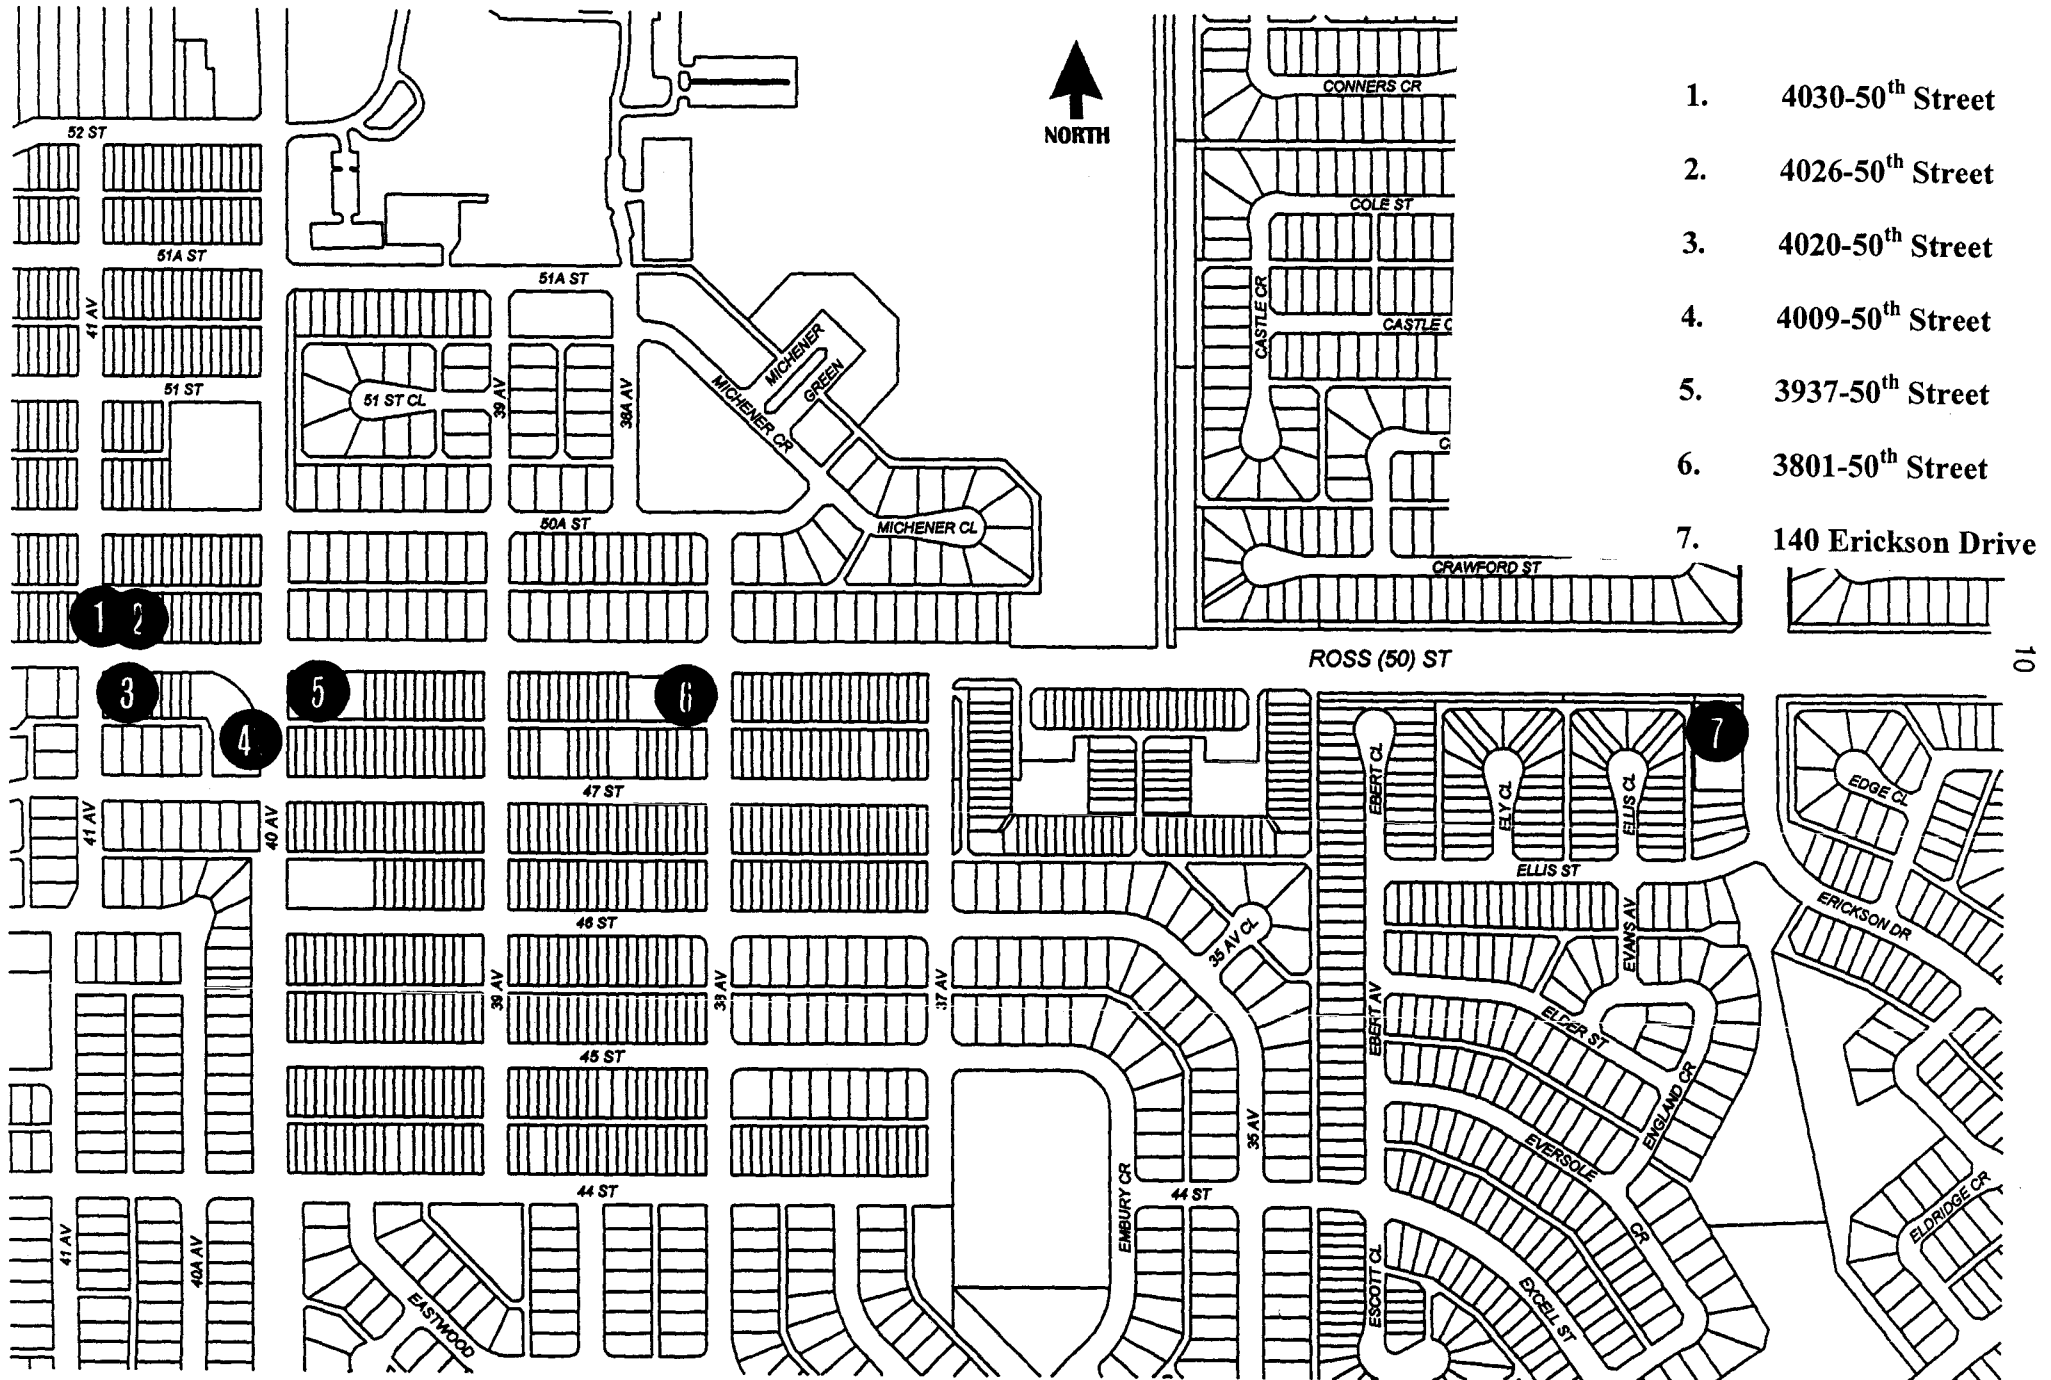 52 ST
51A ST
41 AV
51 ST
NORTH
CONNERS CR
COLE ST
CASTLE CR
CASTLE C
C
CRAWFORD ST
1. 4030-50th Street
2. 4026-50th Street
3. 4020-50th Street
4. 4009-50th Street
5. 3937-50th Street
6. 3801-50th Street
7. 140 Erickson Drive
51A ST
51 ST CL
39 AV
38A AV
MICHENER
GREEN
MICHENER CR
MICHENER CL
50A ST
ROSS (50) ST
10
1
2
3
4
5
6
7
41 AV
40 AV
47 ST
46 ST
39 AV
38 AV
37 AV
45 ST
44 ST
41 AV
40A AV
EASTWOOD
35 AV CL
35 AV
44 ST
EMBURY CR
EBERT CL
ELY CL
ELLIS CL
ELLIS ST
EDGE CL
ERICKSON DR
EVANS AV
EBERT AV
ELDER ST
ENGLAND CR
EVERSOLE
CR
ELDRIDGE CR
ESCOTT CL
EXCELL ST